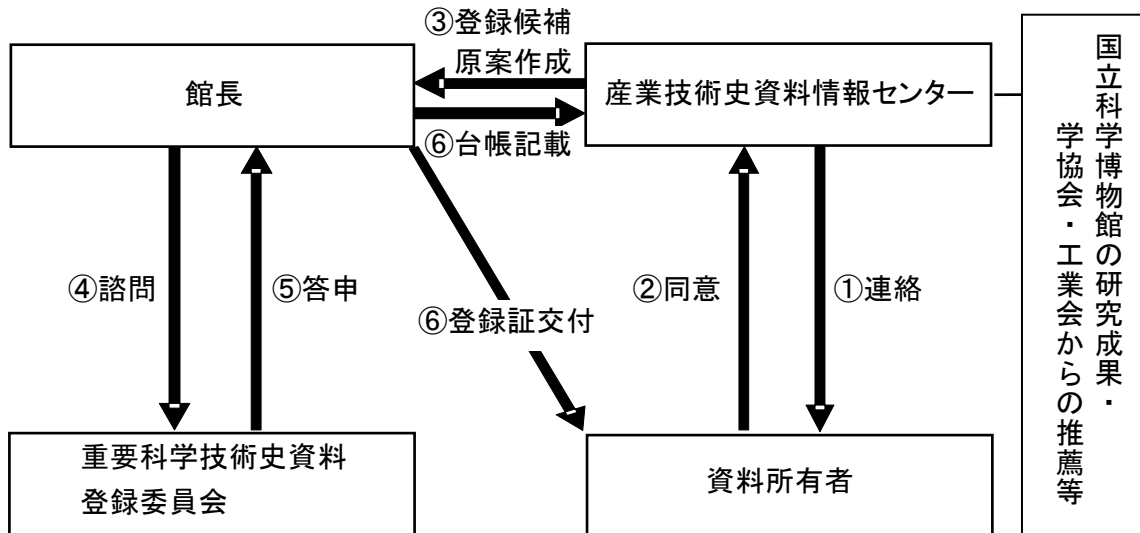 ③登録候補
原案作成
館長
産業技術史資料情報センター
⑥台帳記載
④諮問
⑤答申
②同意
①連絡
⑥登録証交付
重要科学技術史資料
登録委員会
資料所有者
国立科学博物館の研究成果・
学協会・工業会からの推薦等